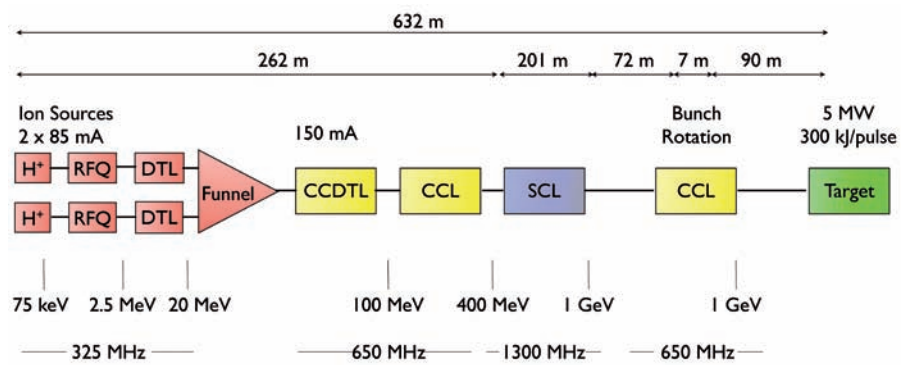 632 m
262 m 201 m 72 m 7 m 90 m
Ion Sources
2 x 85 mA
150 mA
Bunch
Rotation
5 MW
300 kJ/pulse
H⁺ RFQ DTL
Funnel
CCDTL CCL SCL CCL Target
H⁺ RFQ DTL
75 keV 2.5 MeV 20 MeV 100 MeV 400 MeV 1 GeV 1 GeV
325 MHz 650 MHz 1300 MHz 650 MHz